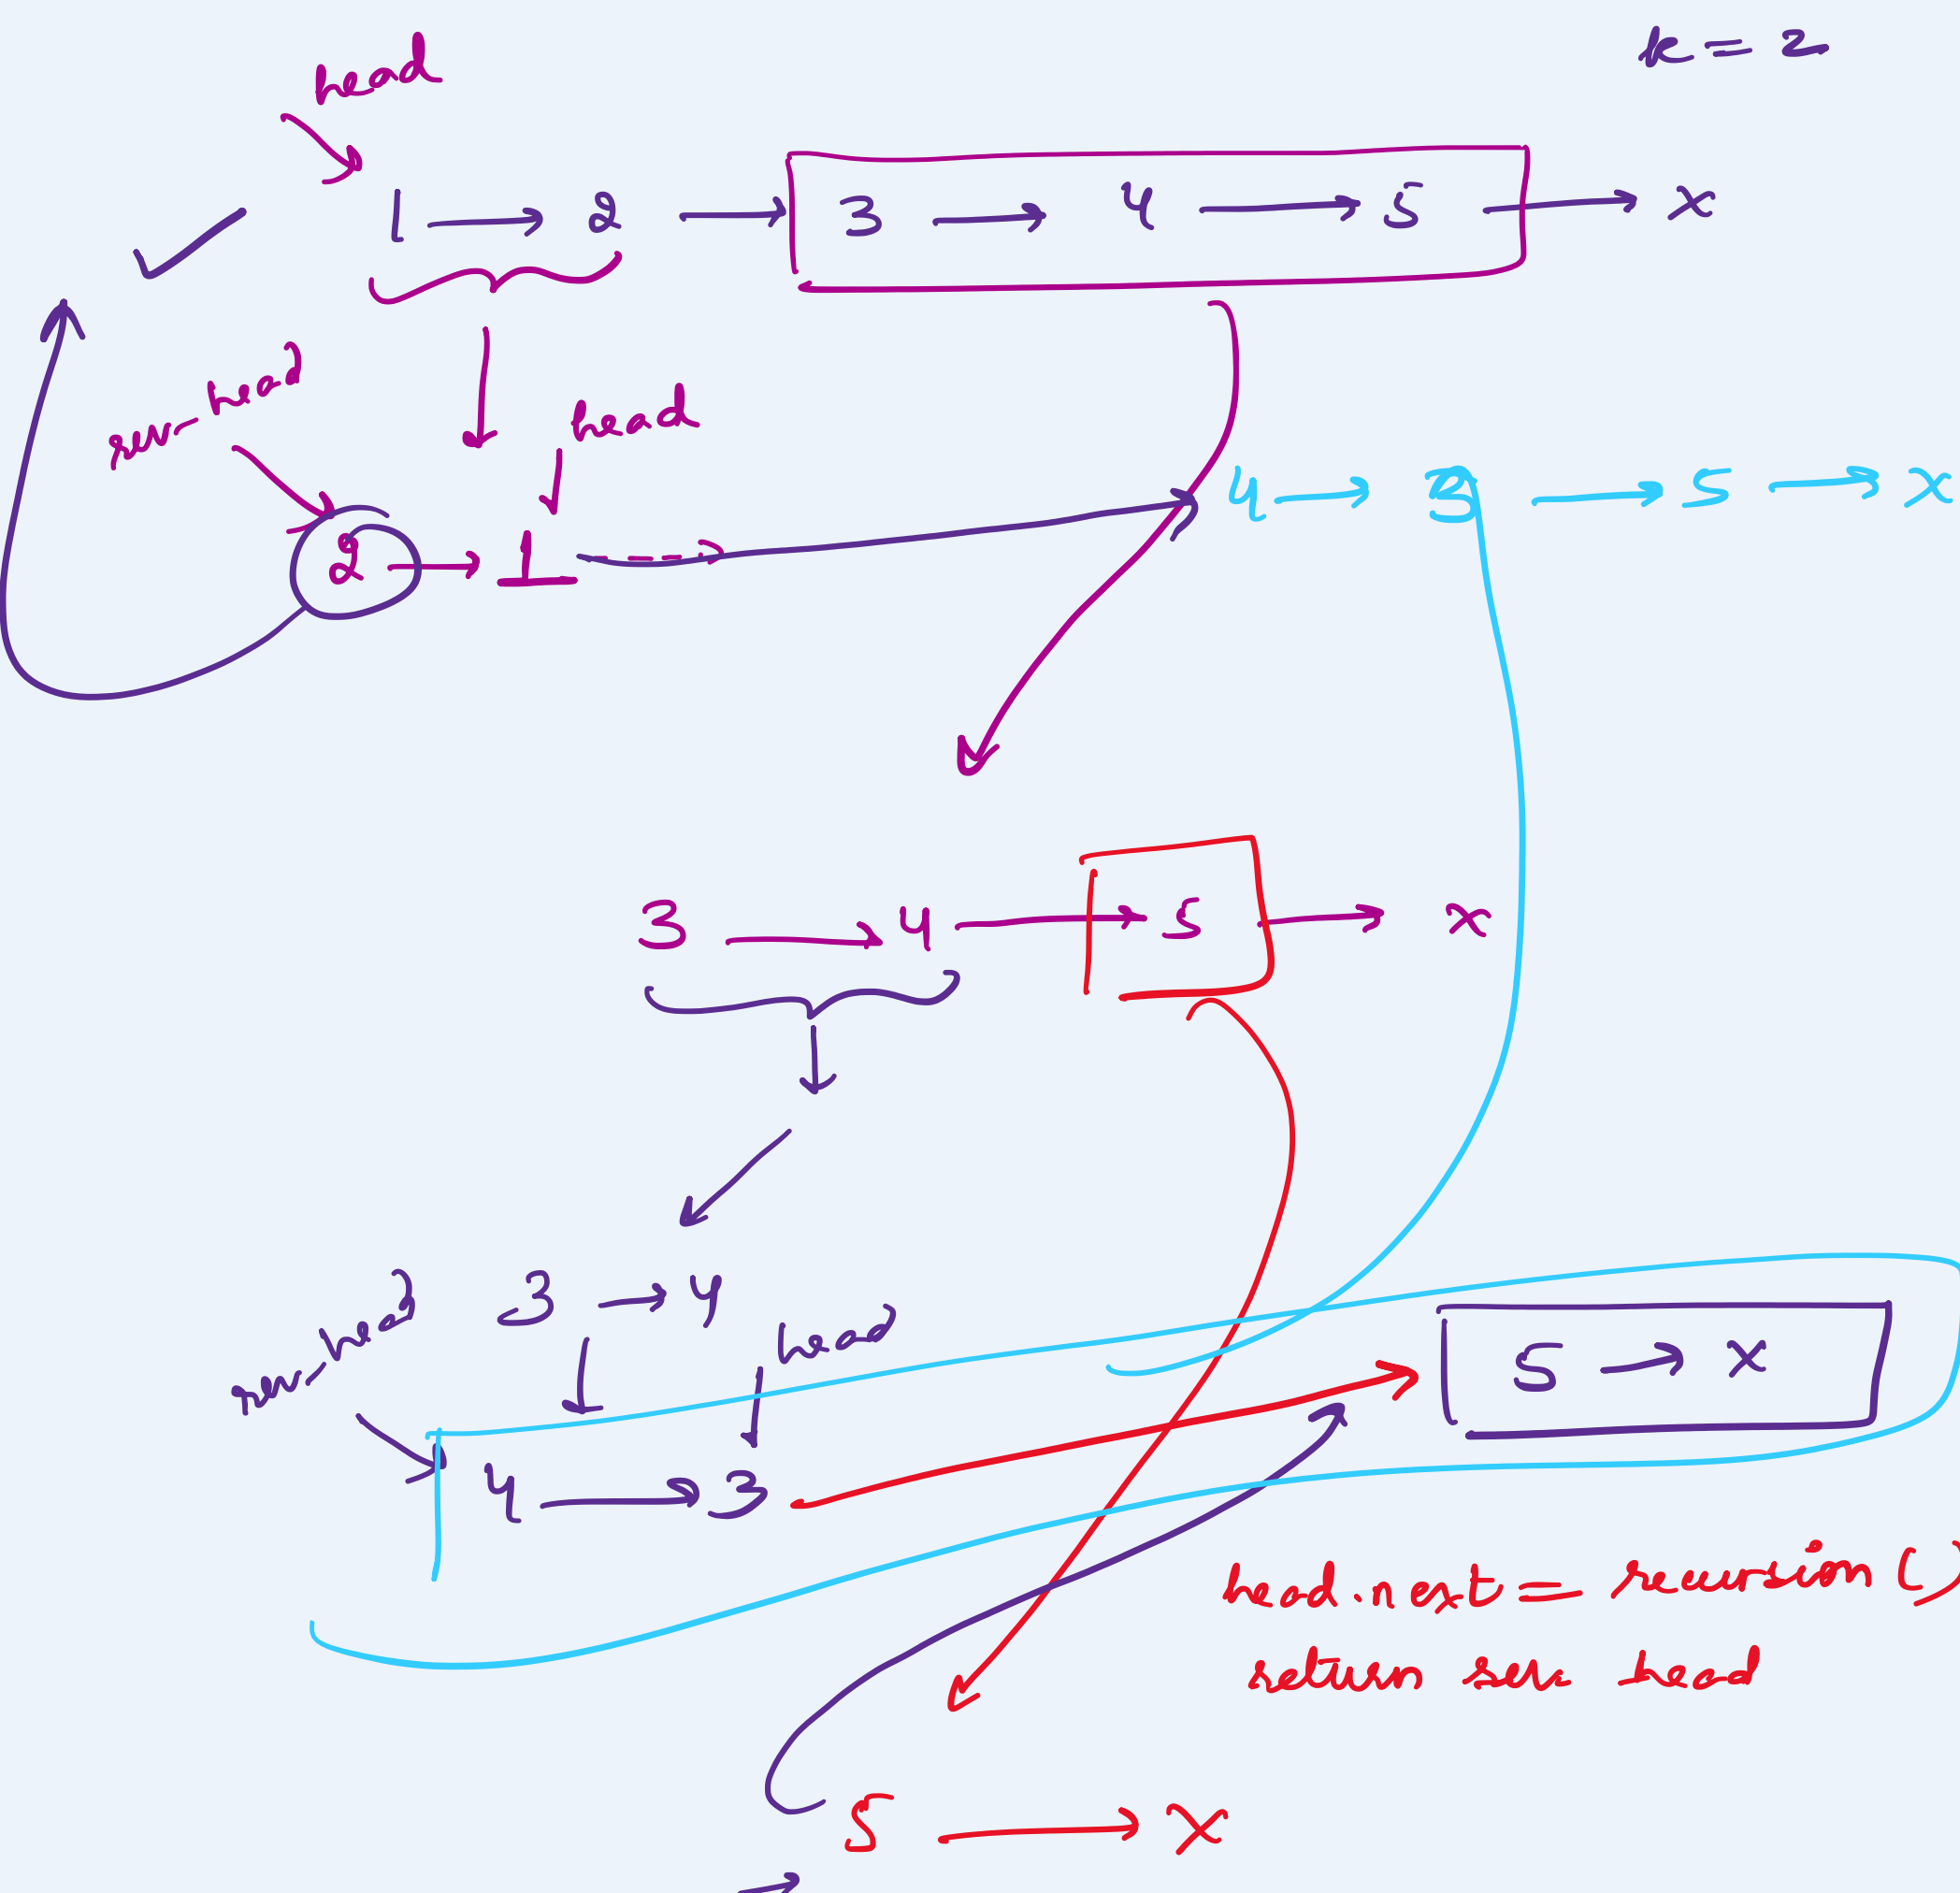 k = 2
head
1 → 2 → 3 → 4 → 5 → x
rev_head
head
2 → 1 → 4 → 3 → 5 → x
3 → 4 → 5 → x
3 → 4
rev_head
head
5 → x
4 → 3
head.next = recursion()
return rev head
5 → x